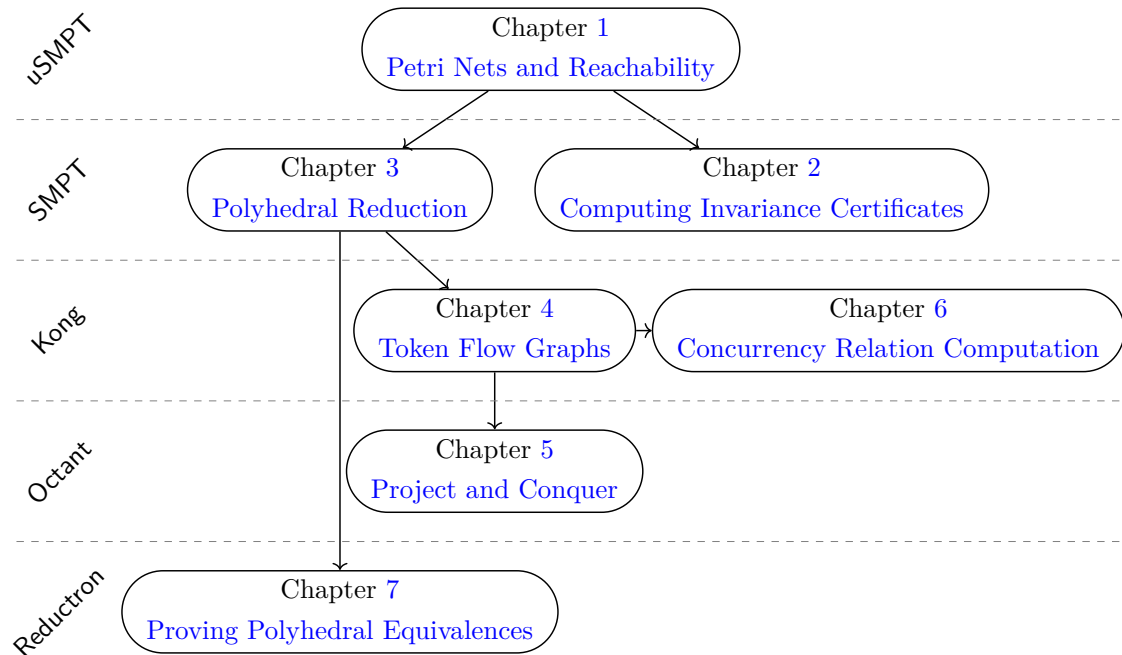 uSMPT
Chapter 1
Petri Nets and Reachability
SMPT
Chapter 3
Polyhedral Reduction
Chapter 2
Computing Invariance Certificates
Kong
Chapter 4
Token Flow Graphs
Chapter 6
Concurrency Relation Computation
Octant
Chapter 5
Project and Conquer
Reductron
Chapter 7
Proving Polyhedral Equivalences